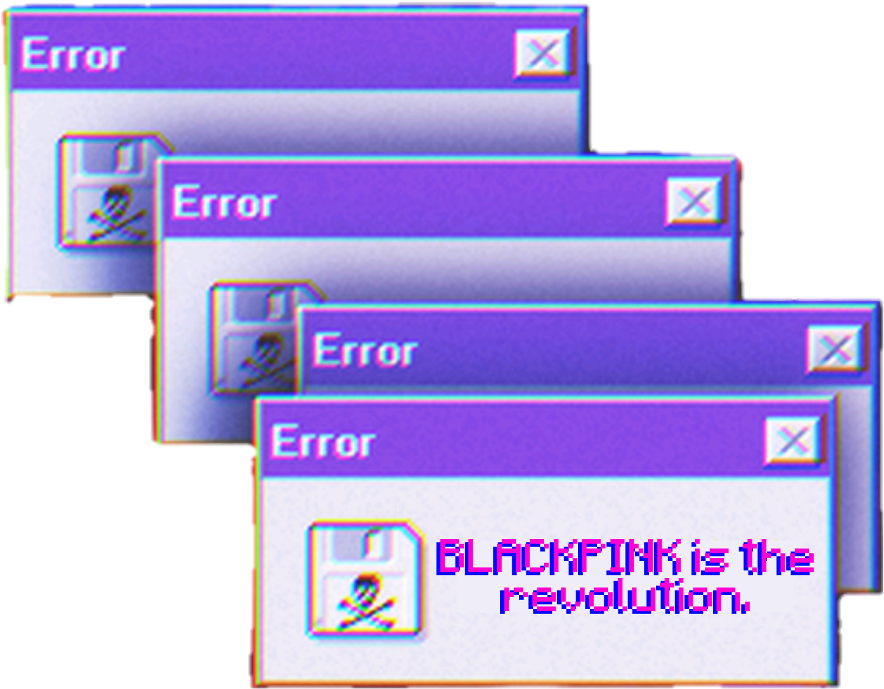 Error
Error
Error
Error
BLACKPINK is the
revolution.